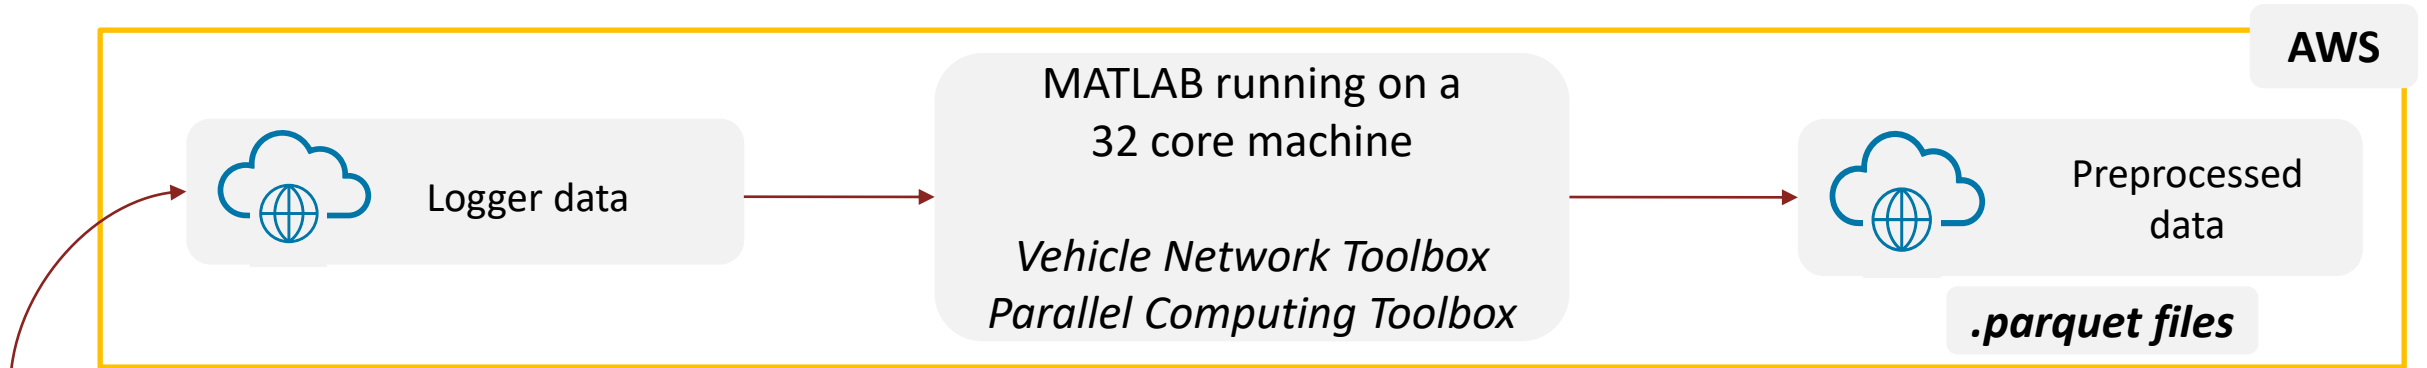 AWS
Logger data
MATLAB running on a
32 core machine
Vehicle Network Toolbox
Parallel Computing Toolbox
Preprocessed
data
.parquet files